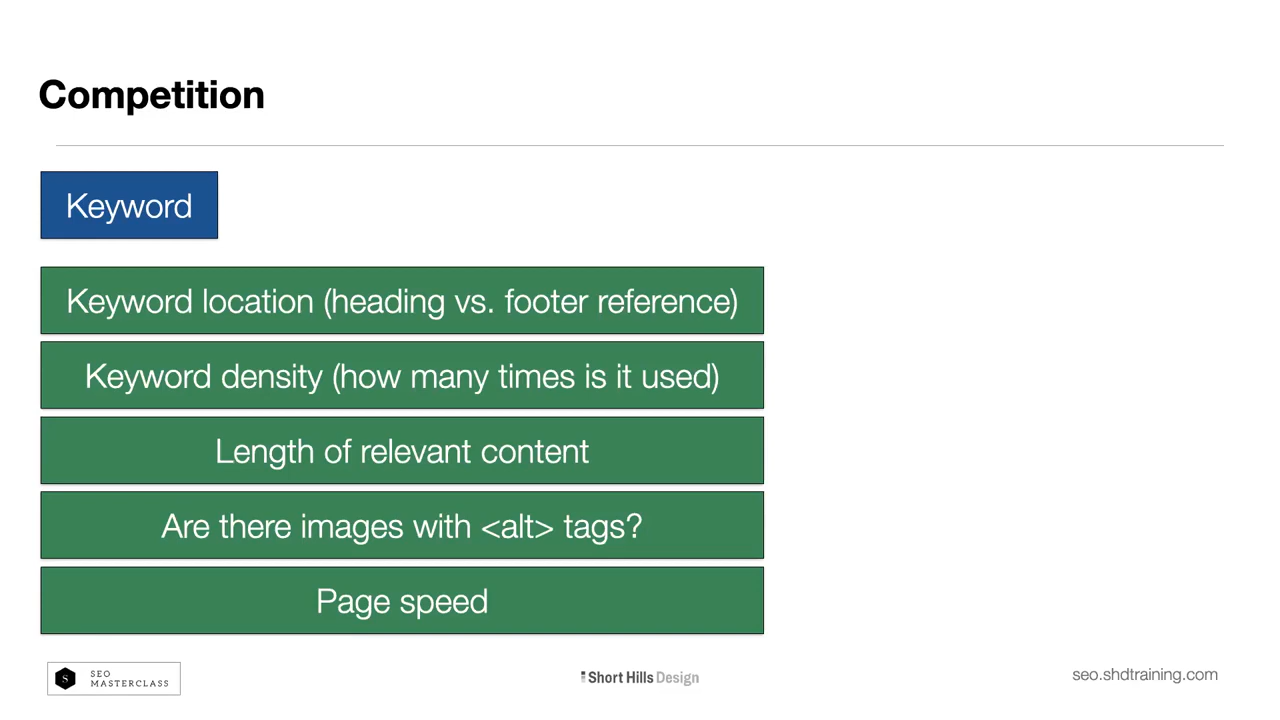 Competition
Keyword
Keyword location (heading vs. footer reference)
Keyword density (how many times is it used)
Length of relevant content
Are there images with <alt> tags?
Page speed
S
SEO
MASTERCLASS
Short Hills Design
seo.shdtraining.com